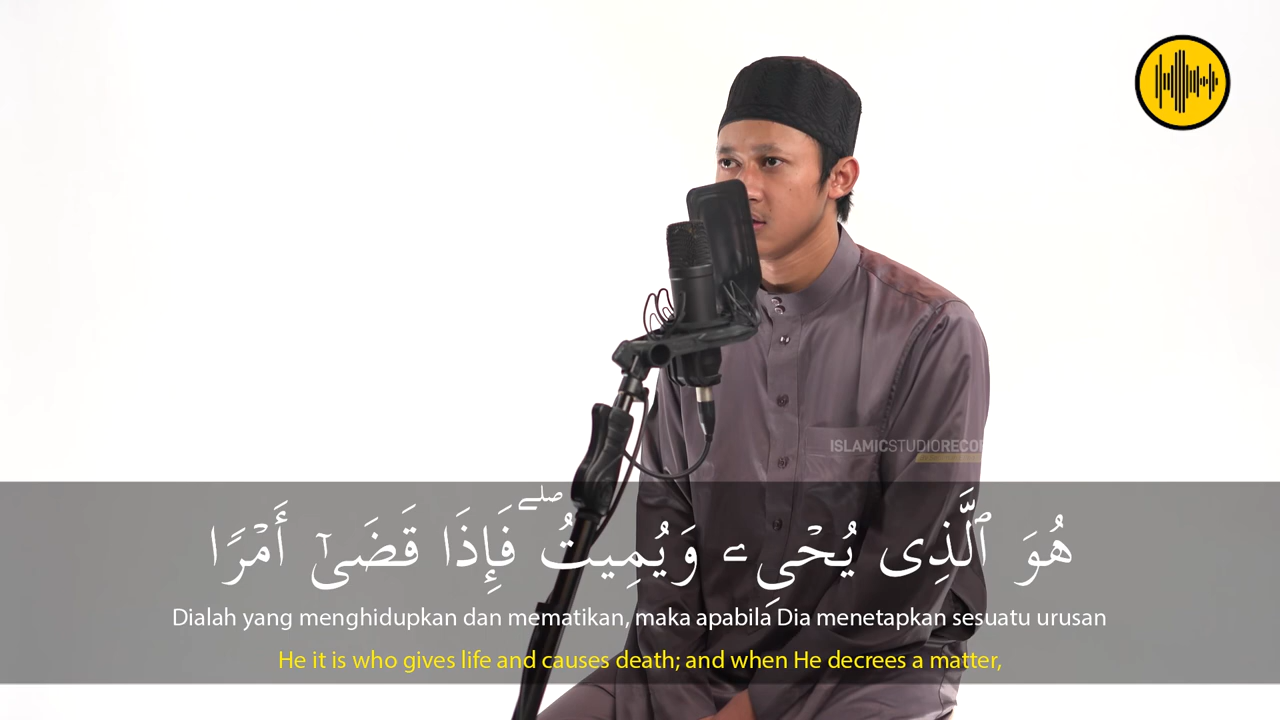 ISLAMICSTUDIORECOR
هُوَ ٱلَّذِى يُحْىِۦ وَيُمِيتُ ۖ فَإِذَا قَضَىٰٓ أَمْرًا
Dialah yang menghidupkan dan mematikan, maka apabila Dia menetapkan sesuatu urusan
He it is who gives life and causes death; and when He decrees a matter,